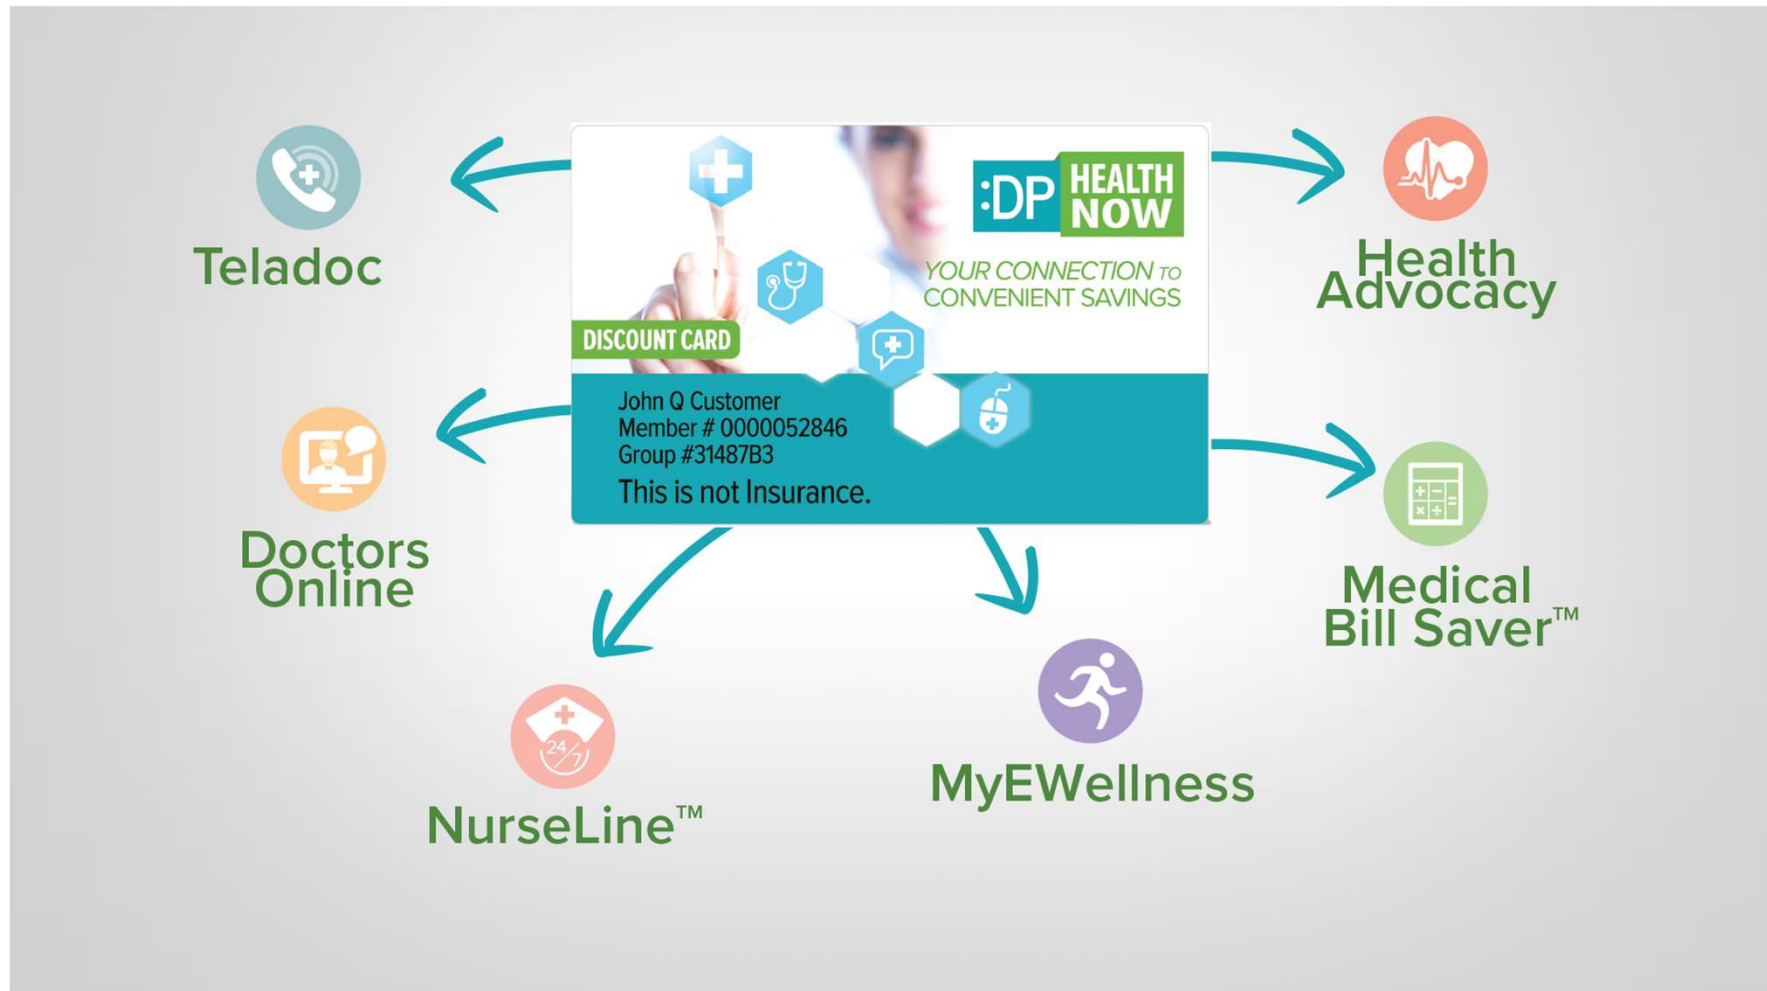 Teladoc
Doctors
Online
NurseLine™
:DP HEALTH
NOW
YOUR CONNECTION TO
CONVENIENT SAVINGS
DISCOUNT CARD
John Q Customer
Member # 0000052846
Group #31487B3
This is not Insurance.
24/7
MyEWellness
Health
Advocacy
Medical
Bill Saver™